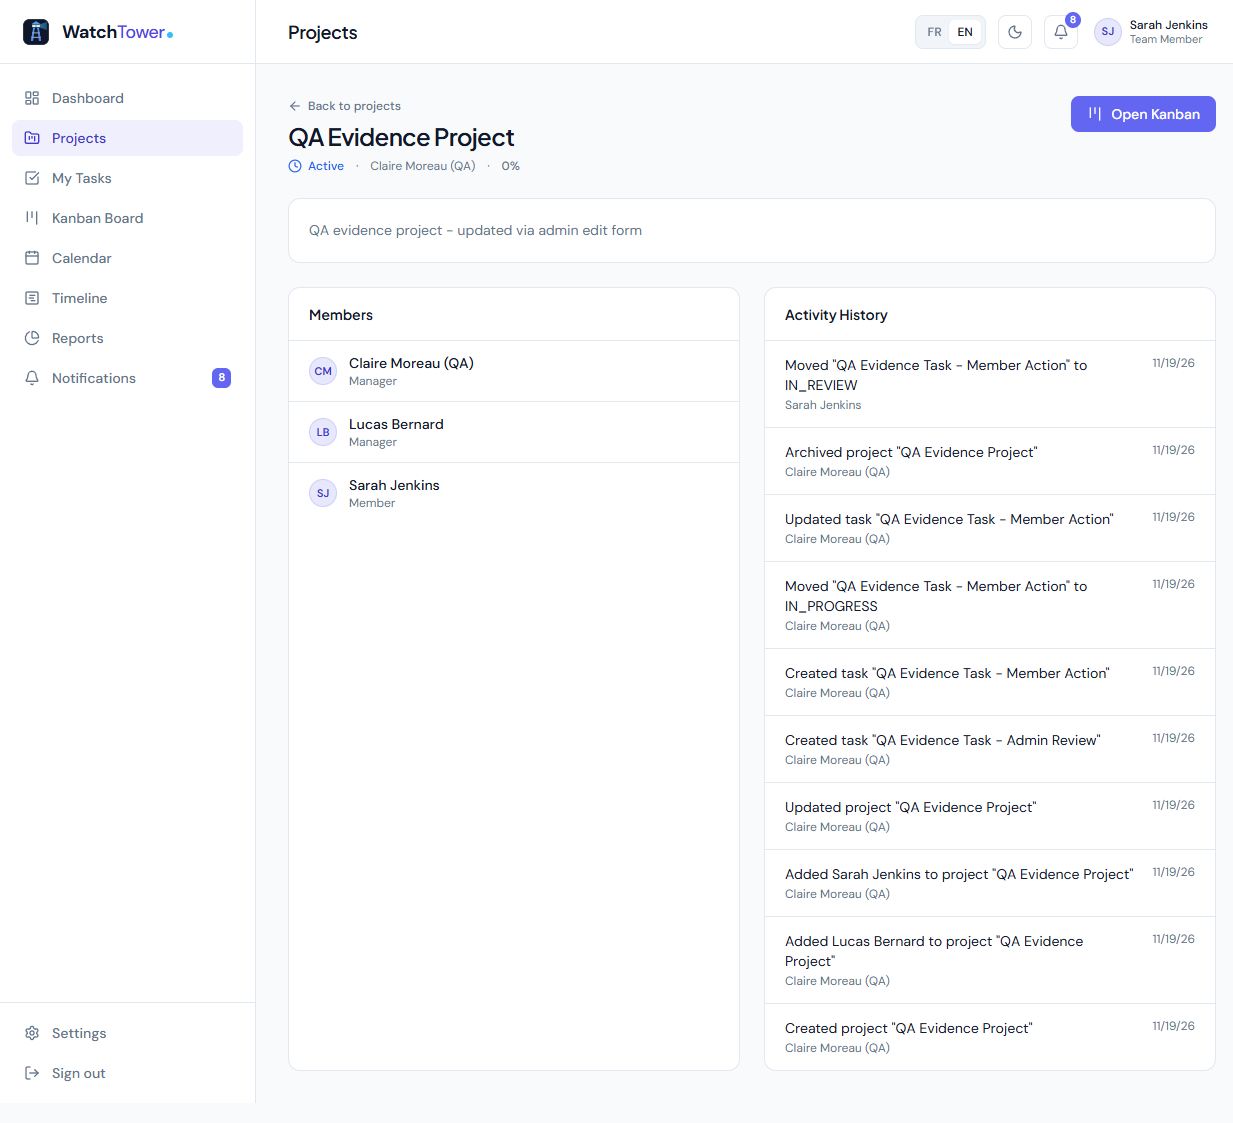 WatchTower
Projects
FR EN
8
SJ
Sarah Jenkins
Team Member
Dashboard
Projects
My Tasks
Kanban Board
Calendar
Timeline
Reports
Notifications 8
Settings
Sign out
Back to projects
QA Evidence Project
Active · Claire Moreau (QA) · 0%
Open Kanban
QA evidence project - updated via admin edit form
Members
CM
Claire Moreau (QA)
Manager
LB
Lucas Bernard
Manager
SJ
Sarah Jenkins
Member
Activity History
Moved "QA Evidence Task - Member Action" to 11/19/26
IN_REVIEW
Sarah Jenkins
Archived project "QA Evidence Project" 11/19/26
Claire Moreau (QA)
Updated task "QA Evidence Task - Member Action" 11/19/26
Claire Moreau (QA)
Moved "QA Evidence Task - Member Action" to 11/19/26
IN_PROGRESS
Claire Moreau (QA)
Created task "QA Evidence Task - Member Action" 11/19/26
Claire Moreau (QA)
Created task "QA Evidence Task - Admin Review" 11/19/26
Claire Moreau (QA)
Updated project "QA Evidence Project" 11/19/26
Claire Moreau (QA)
Added Sarah Jenkins to project "QA Evidence Project" 11/19/26
Claire Moreau (QA)
Added Lucas Bernard to project "QA Evidence 11/19/26
Project"
Claire Moreau (QA)
Created project "QA Evidence Project" 11/19/26
Claire Moreau (QA)